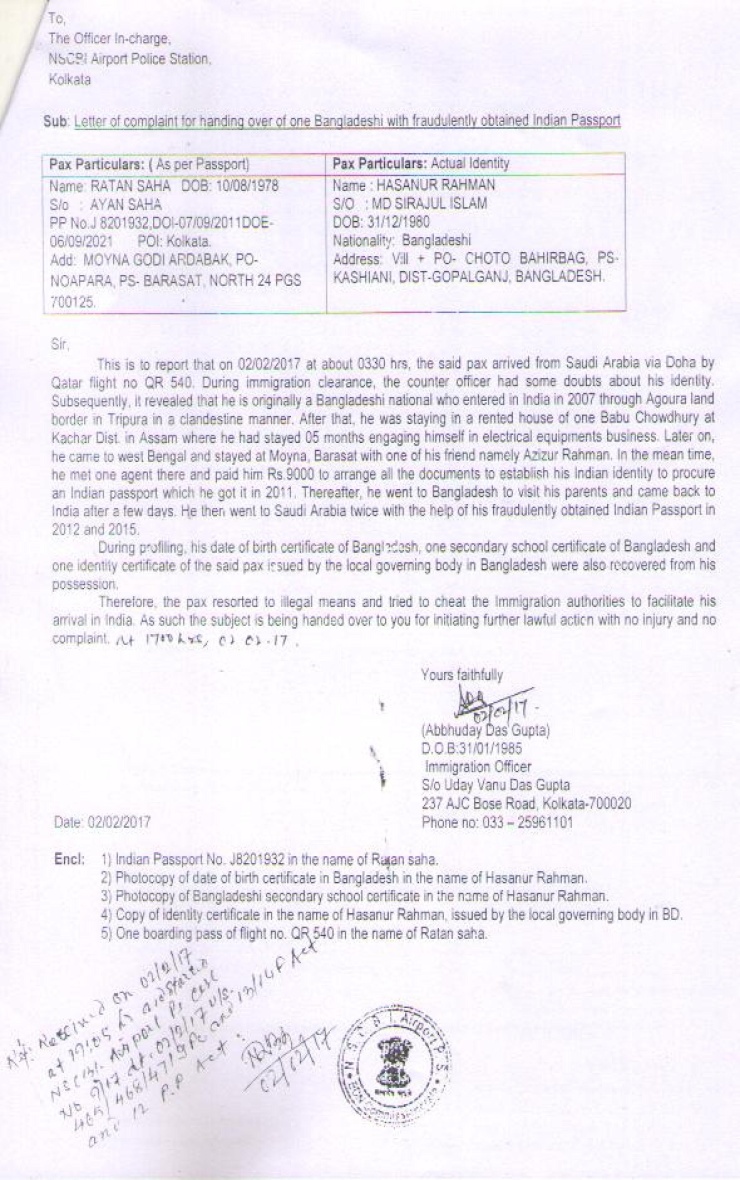 To,
The Officer In-charge,
NSCBI Airport Police Station,
Kolkata
Sub: Letter of complaint for handing over of one Bangladeshi with fraudulently obtained Indian Passport
Pax Particulars: ( As per Passport)
Name: RATAN SAHA DOB: 10/08/1978
S/o : AYAN SAHA
PP No.J 8201932,DOI-07/09/2011DOE-
06/09/2021 POI: Kolkata.
Add: MOYNA GODI ARDABAK, PO-
NOAPARA, PS- BARASAT, NORTH 24 PGS
700125.
Pax Particulars: Actual Identity
Name : HASANUR RAHMAN
S/O : MD SIRAJUL ISLAM
DOB: 31/12/1980
Nationality: Bangladeshi
Address: Vill + PO- CHOTO BAHIRBAG, PS-
KASHIANI, DIST-GOPALGANJ, BANGLADESH.
Sir,
This is to report that on 02/02/2017 at about 0330 hrs, the said pax arrived from Saudi Arabia via Doha by
Qatar flight no QR 540. During immigration clearance, the counter officer had some doubts about his identity.
Subsequently, it revealed that he is originally a Bangladeshi national who entered in India in 2007 through Agoura land
border in Tripura in a clandestine manner. After that, he was staying in a rented house of one Babu Chowdhury at
Kachar Dist. in Assam where he had stayed 05 months engaging himself in electrical equipments business. Later on,
he came to west Bengal and stayed at Moyna, Barasat with one of his friend namely Azizur Rahman. In the mean time,
he met one agent there and paid him Rs.9000 to arrange all the documents to establish his Indian identity to procure
an Indian passport which he got it in 2011. Thereafter, he went to Bangladesh to visit his parents and came back to
India after a few days. He then went to Saudi Arabia twice with the help of his fraudulently obtained Indian Passport in
2012 and 2015.
During profiling, his date of birth certificate of Bangladesh, one secondary school certificate of Bangladesh and
one identity certificate of the said pax issued by the local governing body in Bangladesh were also recovered from his
possession.
Therefore, the pax resorted to illegal means and tried to cheat the Immigration authorities to facilitate his
arrival in India. As such the subject is being handed over to you for initiating further lawful action with no injury and no
complaint. At 1700 hrs, 02.02.17.
Yours faithfully
02/02/17.
(Abbhuday Das Gupta)
D.O.B:31/01/1985
Immigration Officer
S/o Uday Vanu Das Gupta
237 AJC Bose Road, Kolkata-700020
Phone no: 033 – 25961101
Date: 02/02/2017
Encl: 1) Indian Passport No. J8201932 in the name of Ratan saha.
2) Photocopy of date of birth certificate in Bangladesh in the name of Hasanur Rahman.
3) Photocopy of Bangladeshi secondary school certificate in the name of Hasanur Rahman.
4) Copy of identity certificate in the name of Hasanur Rahman, issued by the local governing body in BD.
5) One boarding pass of flight no. QR 540 in the name of Ratan saha.
Received on 02/2/17
at 19:05 hrs and started
NSCBI Airport PS Case
No 9/17 dt. 02/2/17 u/s.
465/468/471 IPC and 13/14F Act
and 12 P.P Act.
02/02/17
N S C B I Airport P.S